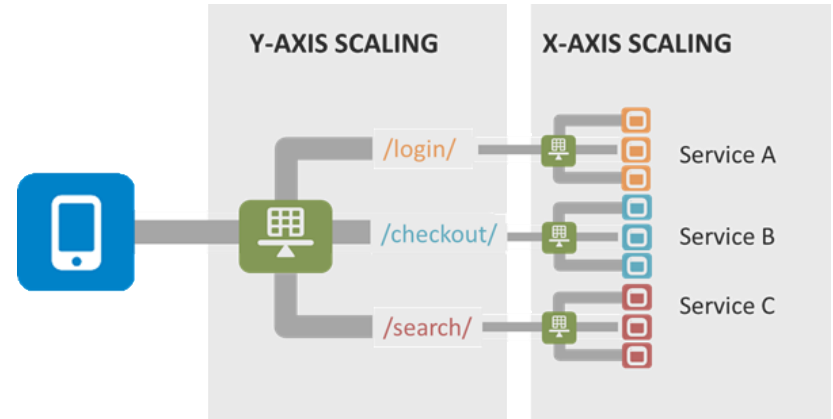 Y-AXIS SCALING
X-AXIS SCALING
/login/
Service A
/checkout/
Service B
/search/
Service C